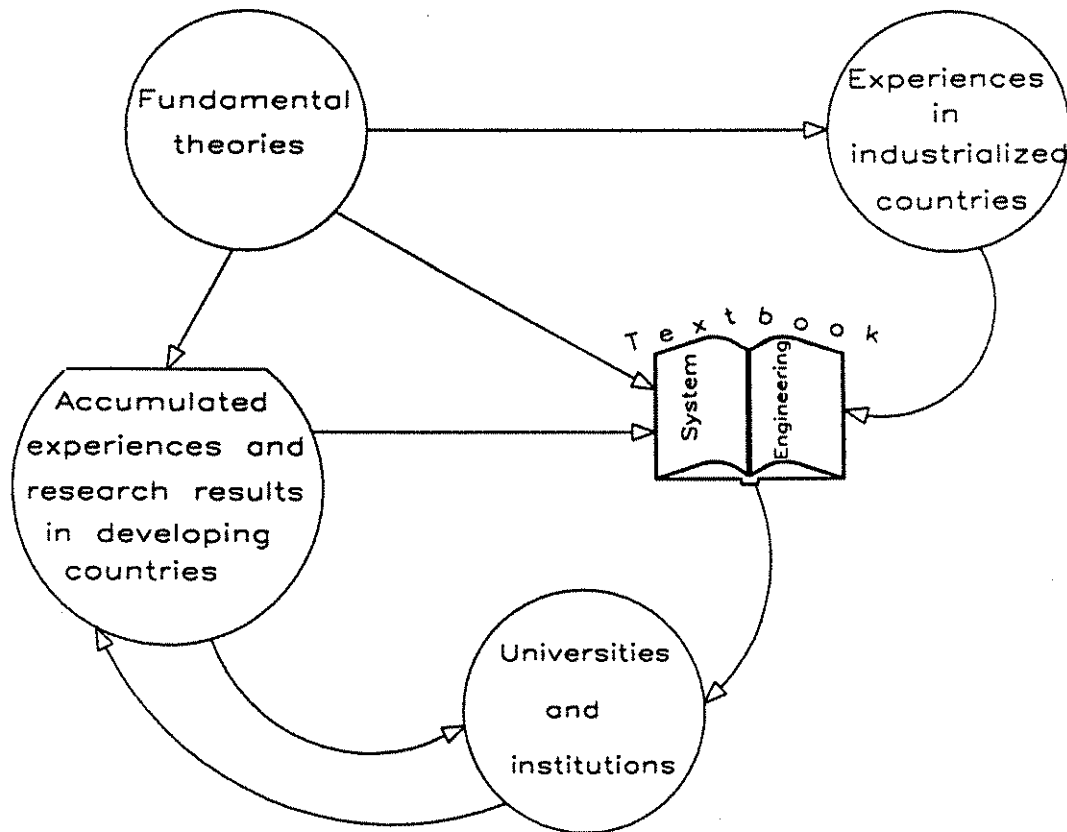 Fundamental
theories
Experiences
in
industrialized
countries
Textbook
System
Engineering
Accumulated
experiences and
research results
in developing
countries
Universities
and
institutions